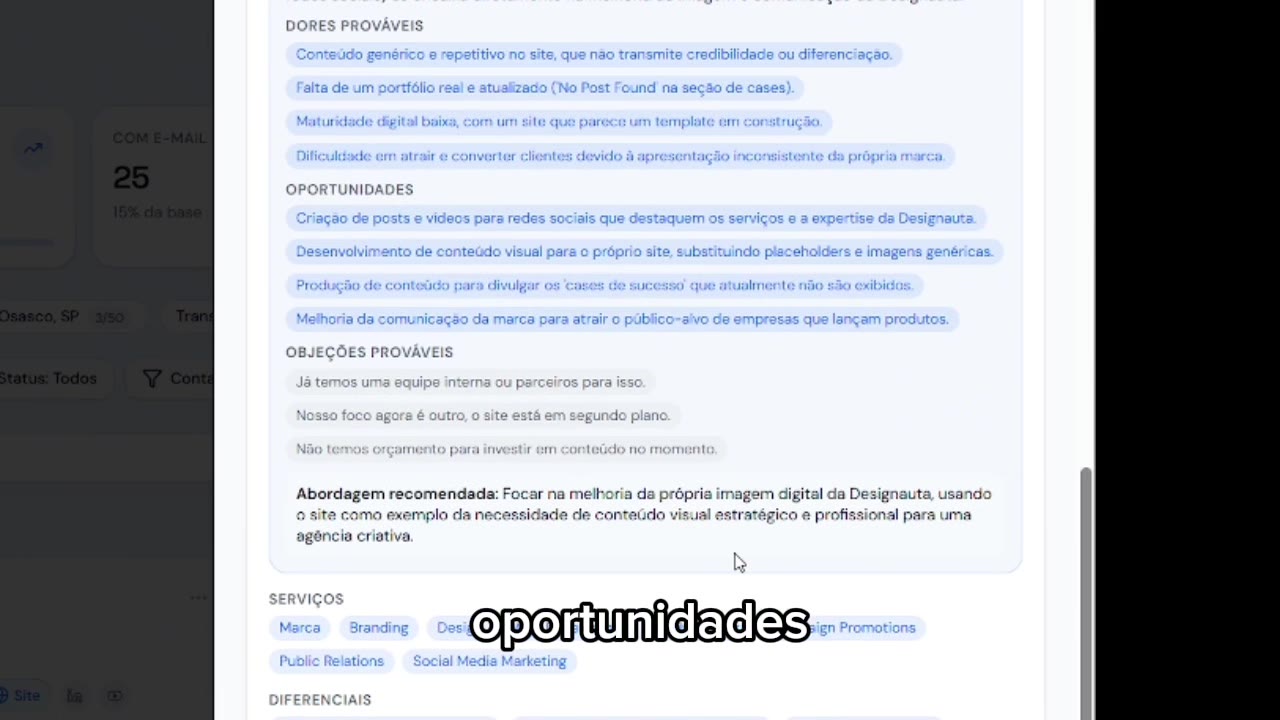 DORES PROVÁVEIS
Conteúdo genérico e repetitivo no site, que não transmite credibilidade ou diferenciação.
Falta de um portfólio real e atualizado ('No Post Found' na seção de cases).
Maturidade digital baixa, com um site que parece um template em construção.
Dificuldade em atrair e converter clientes devido à apresentação inconsistente da própria marca.
OPORTUNIDADES
Criação de posts e vídeos para redes sociais que destaquem os serviços e a expertise da Designauta.
Desenvolvimento de conteúdo visual para o próprio site, substituindo placeholders e imagens genéricas.
Produção de conteúdo para divulgar os 'cases de sucesso' que atualmente não são exibidos.
Melhoria da comunicação da marca para atrair o público-alvo de empresas que lançam produtos.
OBJEÇÕES PROVÁVEIS
Já temos uma equipe interna ou parceiros para isso.
Nosso foco agora é outro, o site está em segundo plano.
Não temos orçamento para investir em conteúdo no momento.
Abordagem recomendada: Focar na melhoria da própria imagem digital da Designauta, usando
o site como exemplo da necessidade de conteúdo visual estratégico e profissional para uma
agência criativa.
SERVIÇOS
Marca Branding Promotions
oportunidades
Public Relations Social Media Marketing
DIFERENCIAIS
COM E-MAIL
25
15% da base
Osasco, SP 3/50
Status: Todos
Site